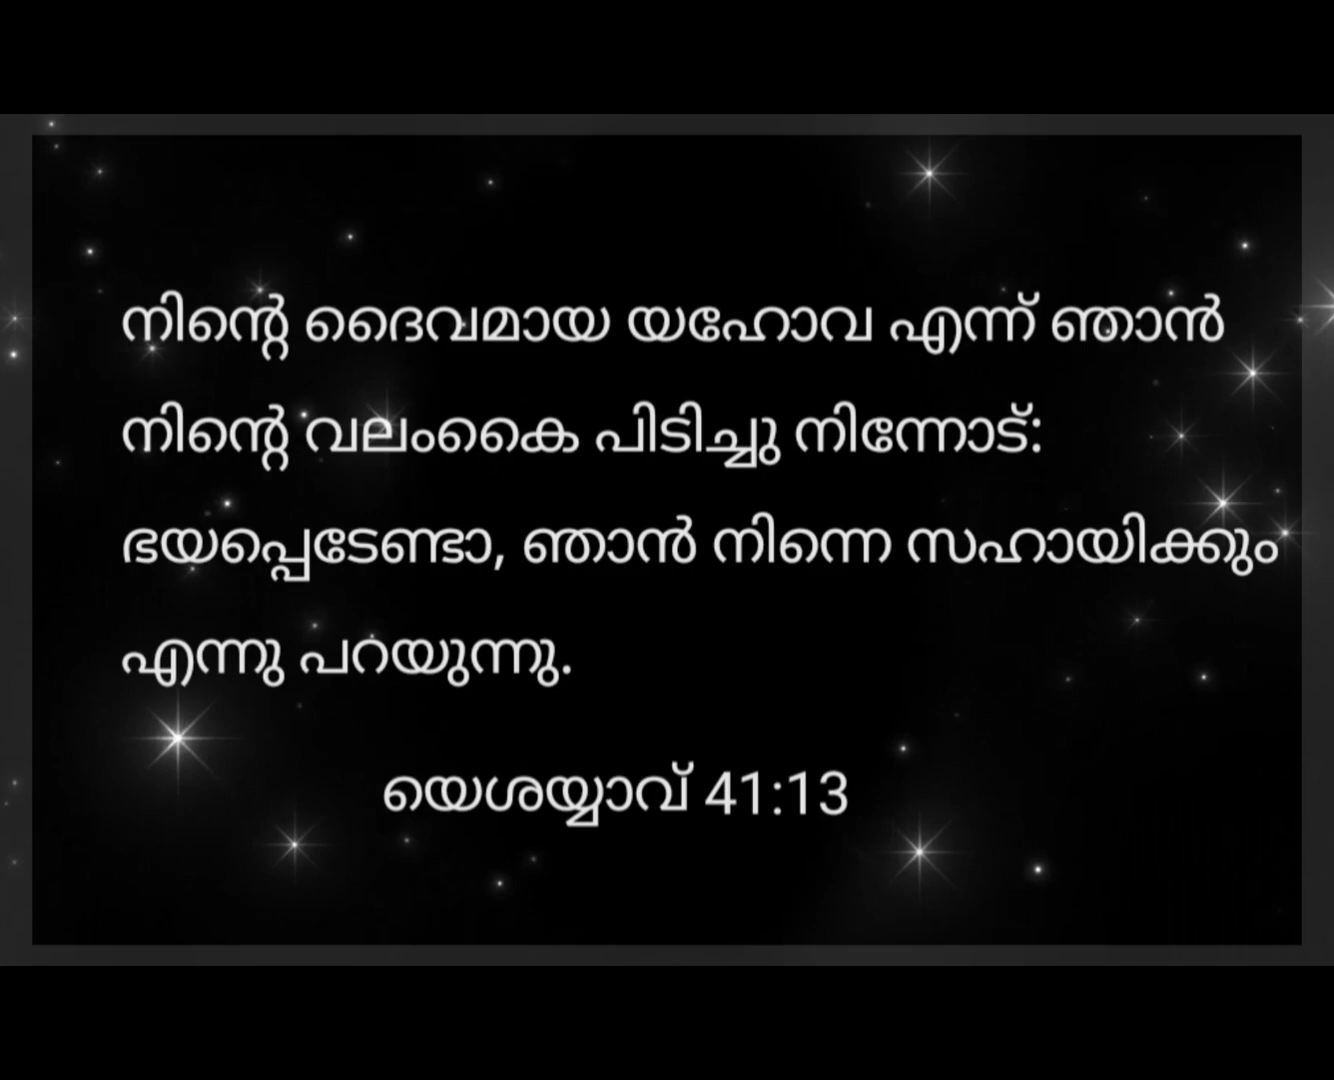 നിന്റെ ദൈവമായ യഹോവ എന്ന് ഞാൻ
നിന്റെ വലംകൈ പിടിച്ചു നിന്നോട്:
ഭയപ്പെടേണ്ടാ, ഞാൻ നിന്നെ സഹായിക്കും
എന്നു പറയുന്നു.
യെശയ്യാവ് 41:13